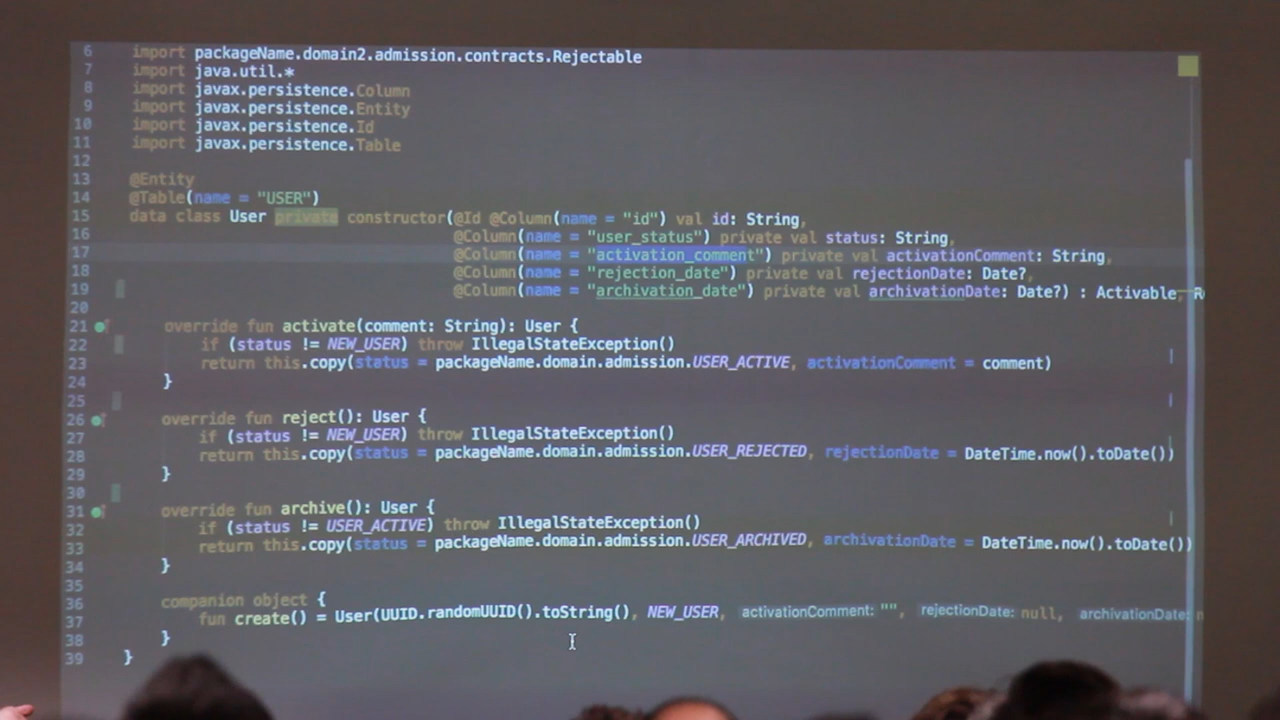 6 import packageName.domain2.admission.contracts.Rejectable
7 import java.util.*
8 import javax.persistence.Column
9 import javax.persistence.Entity
10 import javax.persistence.Id
11 import javax.persistence.Table
12
13 @Entity
14 @Table(name = "USER")
15 data class User private constructor(@Id @Column(name = "id") val id: String,
16 @Column(name = "user_status") private val status: String,
17 @Column(name = "activation_comment") private val activationComment: String,
18 @Column(name = "rejection_date") private val rejectionDate: Date?,
19 @Column(name = "archivation_date") private val archivationDate: Date?) : Activable,
20
21 override fun activate(comment: String): User {
22 if (status != NEW_USER) throw IllegalStateException()
23 return this.copy(status = packageName.domain.admission.USER_ACTIVE, activationComment = comment)
24 }
25
26 override fun reject(): User {
27 if (status != NEW_USER) throw IllegalStateException()
28 return this.copy(status = packageName.domain.admission.USER_REJECTED, rejectionDate = DateTime.now().toDate())
29 }
30
31 override fun archive(): User {
32 if (status != USER_ACTIVE) throw IllegalStateException()
33 return this.copy(status = packageName.domain.admission.USER_ARCHIVED, archivationDate = DateTime.now().toDate())
34 }
35
36 companion object {
37 fun create() = User(UUID.randomUUID().toString(), NEW_USER, activationComment: "", rejectionDate: null, archivationDate:
38 }
39 }